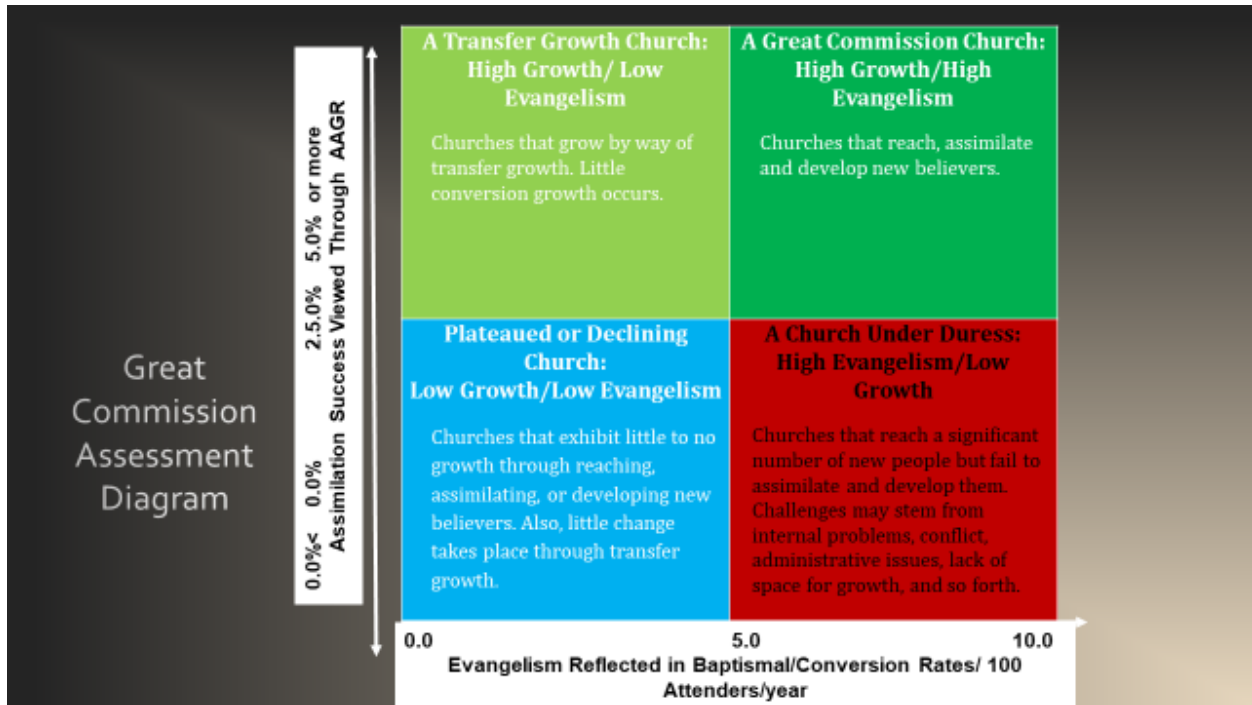 Great
Commission
Assessment
Diagram
0.0%< 0.0% 2.5.0% 5.0% or more
Assimilation Success Viewed Through AAGR
A Transfer Growth Church:
High Growth/ Low
Evangelism
Churches that grow by way of
transfer growth. Little
conversion growth occurs.
A Great Commission Church:
High Growth/High
Evangelism
Churches that reach, assimilate
and develop new believers.
Plateaued or Declining
Church:
Low Growth/Low Evangelism
Churches that exhibit little to no
growth through reaching,
assimilating, or developing new
believers. Also, little change
takes place through transfer
growth.
A Church Under Duress:
High Evangelism/Low
Growth
Churches that reach a significant
number of new people but fail to
assimilate and develop them.
Challenges may stem from
internal problems, conflict,
administrative issues, lack of
space for growth, and so forth.
0.0 5.0 10.0
Evangelism Reflected in Baptismal/Conversion Rates/ 100
Attenders/year